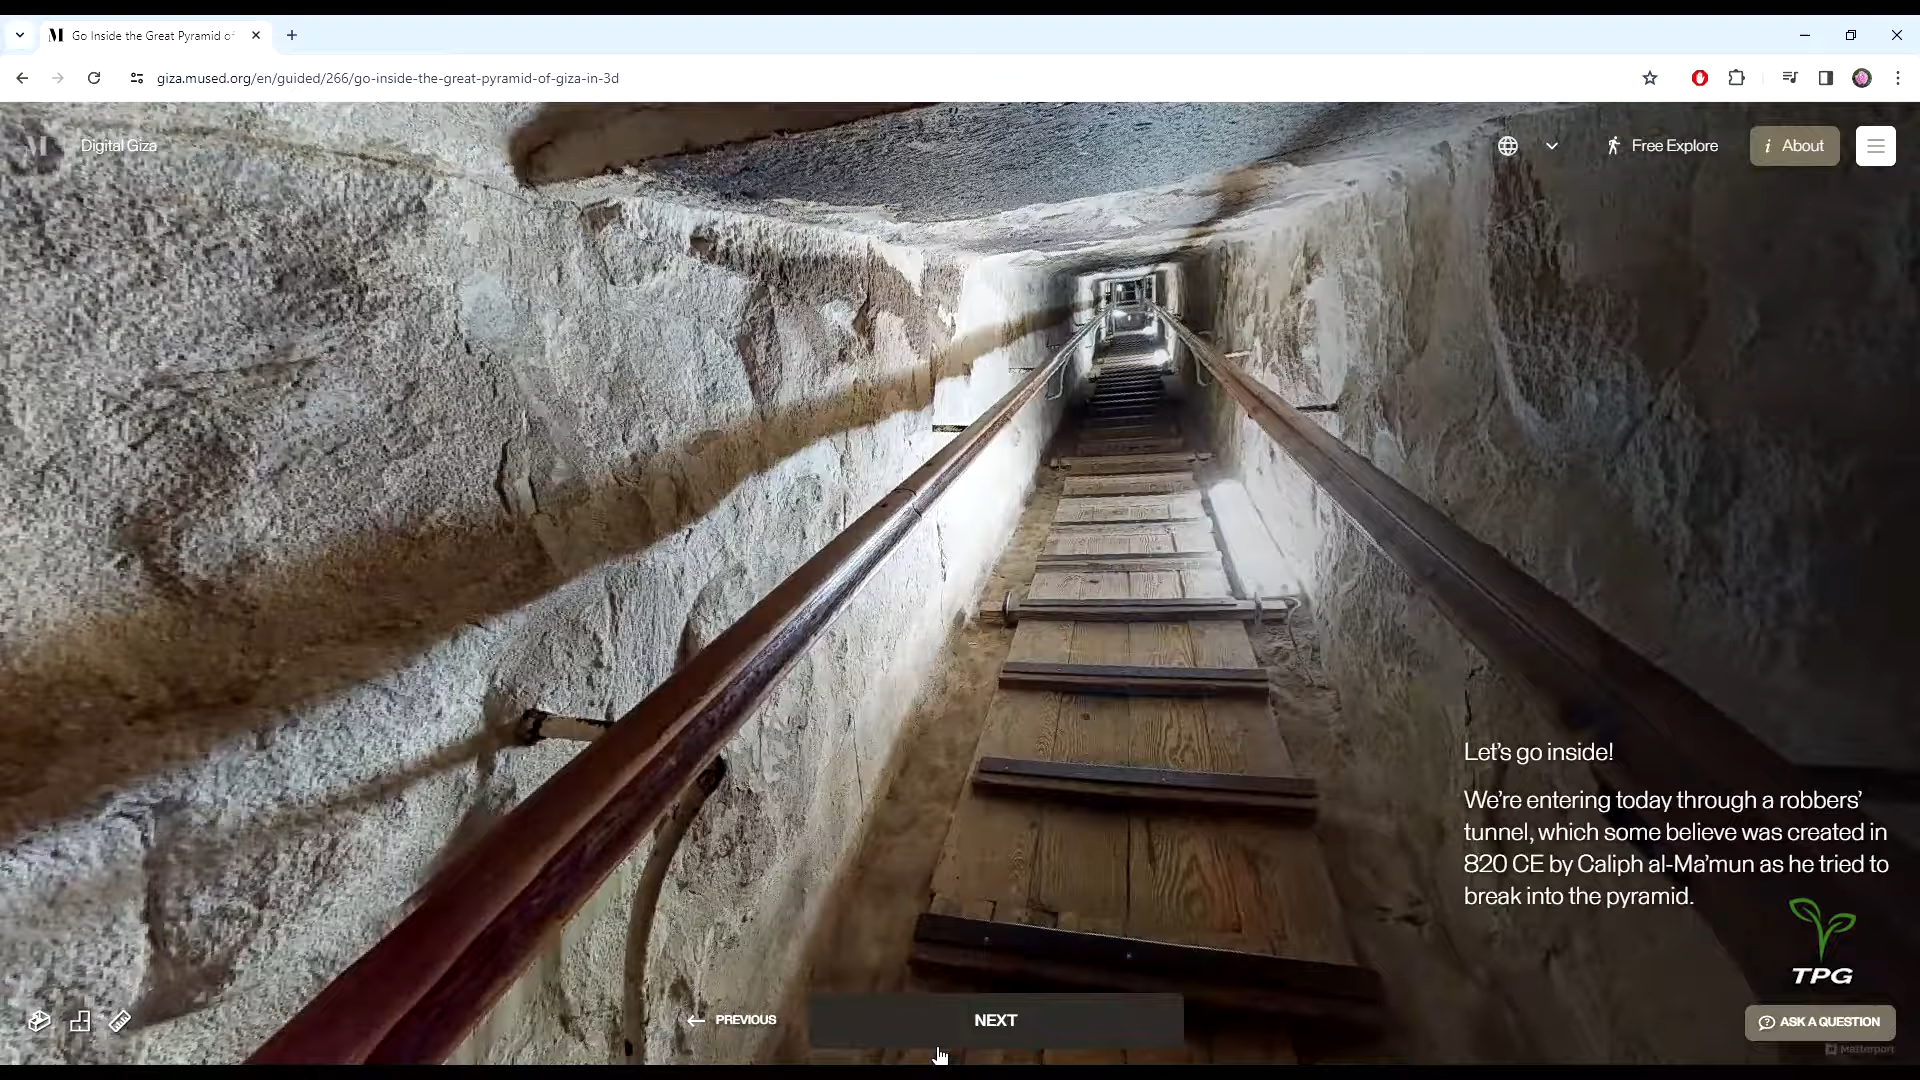 Go Inside the Great Pyramid of
giza.mused.org/en/guided/266/go-inside-the-great-pyramid-of-giza-in-3d
M
Digital Giza
Free Explore
i About
Let's go inside!
We're entering today through a robbers'
tunnel, which some believe was created in
820 CE by Caliph al-Ma'mun as he tried to
break into the pyramid.
TPG
PREVIOUS
NEXT
ASK A QUESTION
Matterport